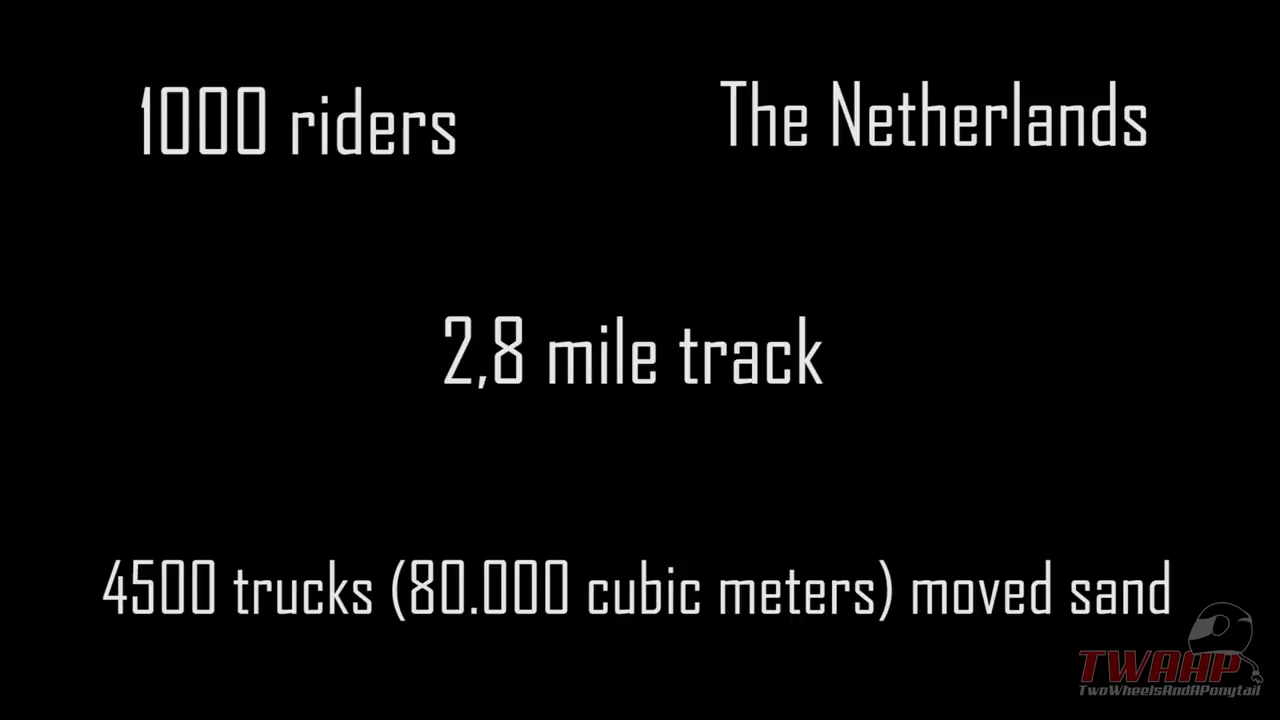 1000 riders
The Netherlands
2,8 mile track
4500 trucks (80.000 cubic meters) moved sand
TWAHP
TwoWheelsAndAPonytail